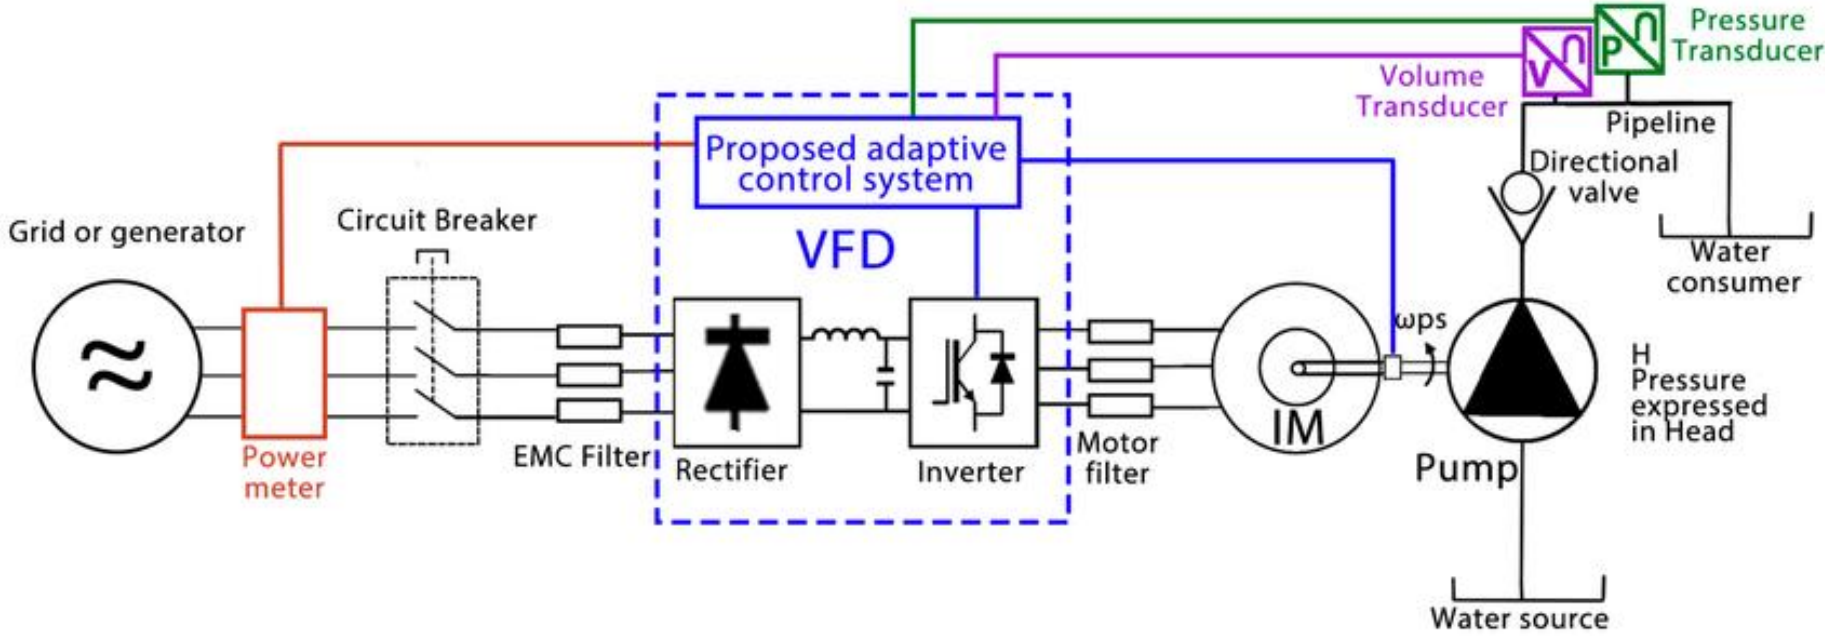 Pressure
Transducer
P
V
Volume
Transducer
Pipeline
Proposed adaptive
control system
Directional
valve
Circuit Breaker
Grid or generator
VFD
Water
consumer
ωps
H
Pressure
expressed
in Head
IM
Power
meter
EMC Filter
Rectifier
Inverter
Motor
filter
Pump
Water source